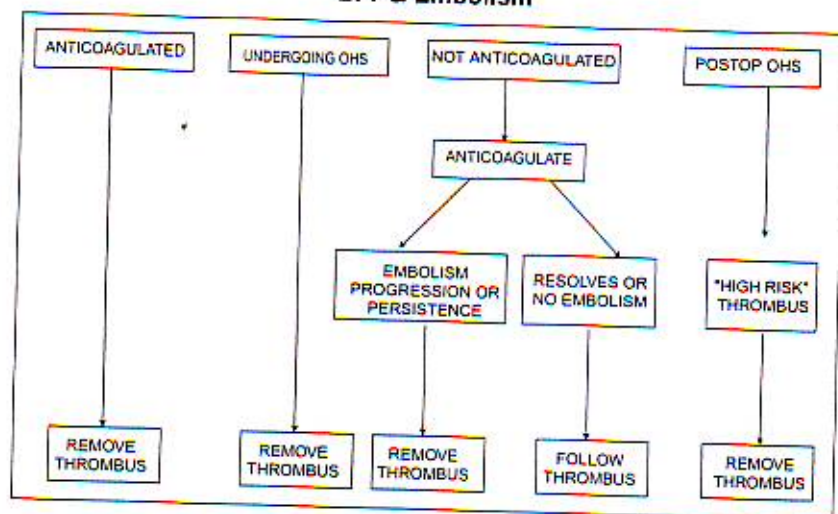 & Embolism
ANTICOAGULATED
UNDERGOING OHS
NOT ANTICOAGULATED
POSTOP OHS
ANTICOAGULATE
EMBOLISM
PROGRESSION OR
PERSISTENCE
RESOLVES OR
NO EMBOLISM
"HIGH RISK"
THROMBUS
REMOVE
THROMBUS
REMOVE
THROMBUS
REMOVE
THROMBUS
FOLLOW
THROMBUS
REMOVE
THROMBUS